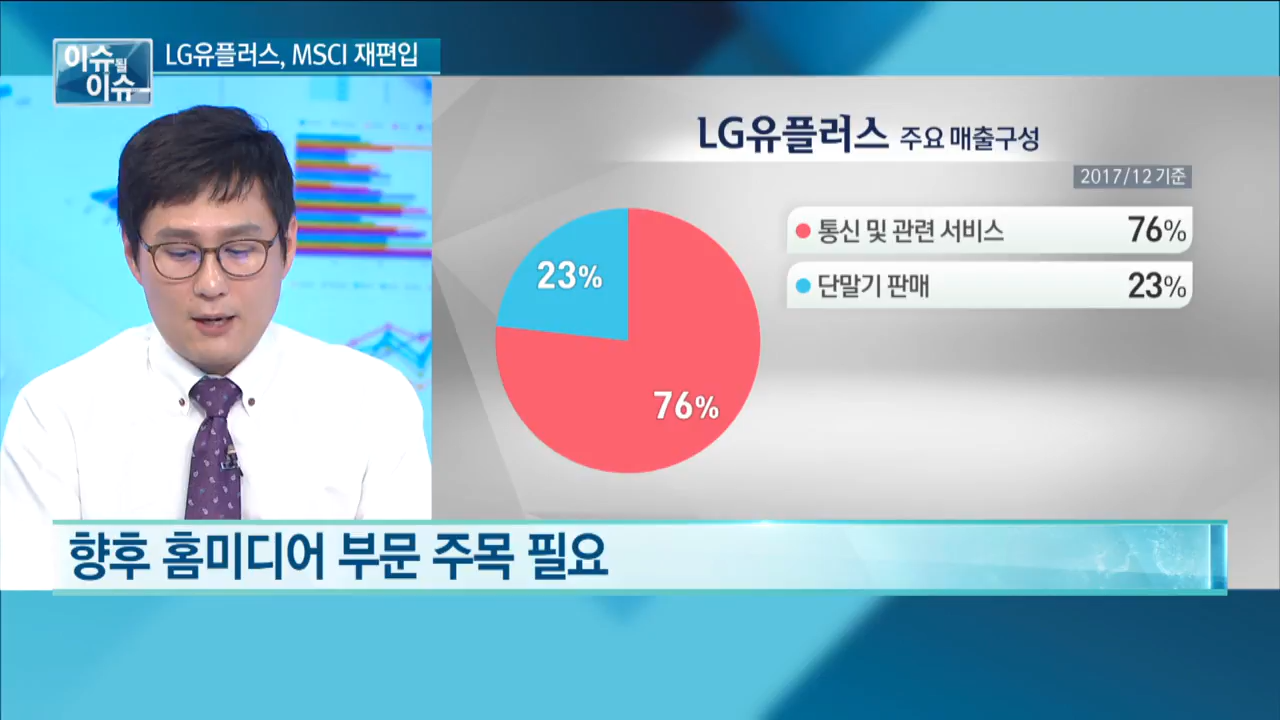 이슈될
이슈
LG유플러스, MSCI 재편입
LG유플러스 주요 매출구성
2017/12 기준
통신 및 관련 서비스 76%
단말기 판매 23%
23%
76%
향후 홈미디어 부문 주목 필요